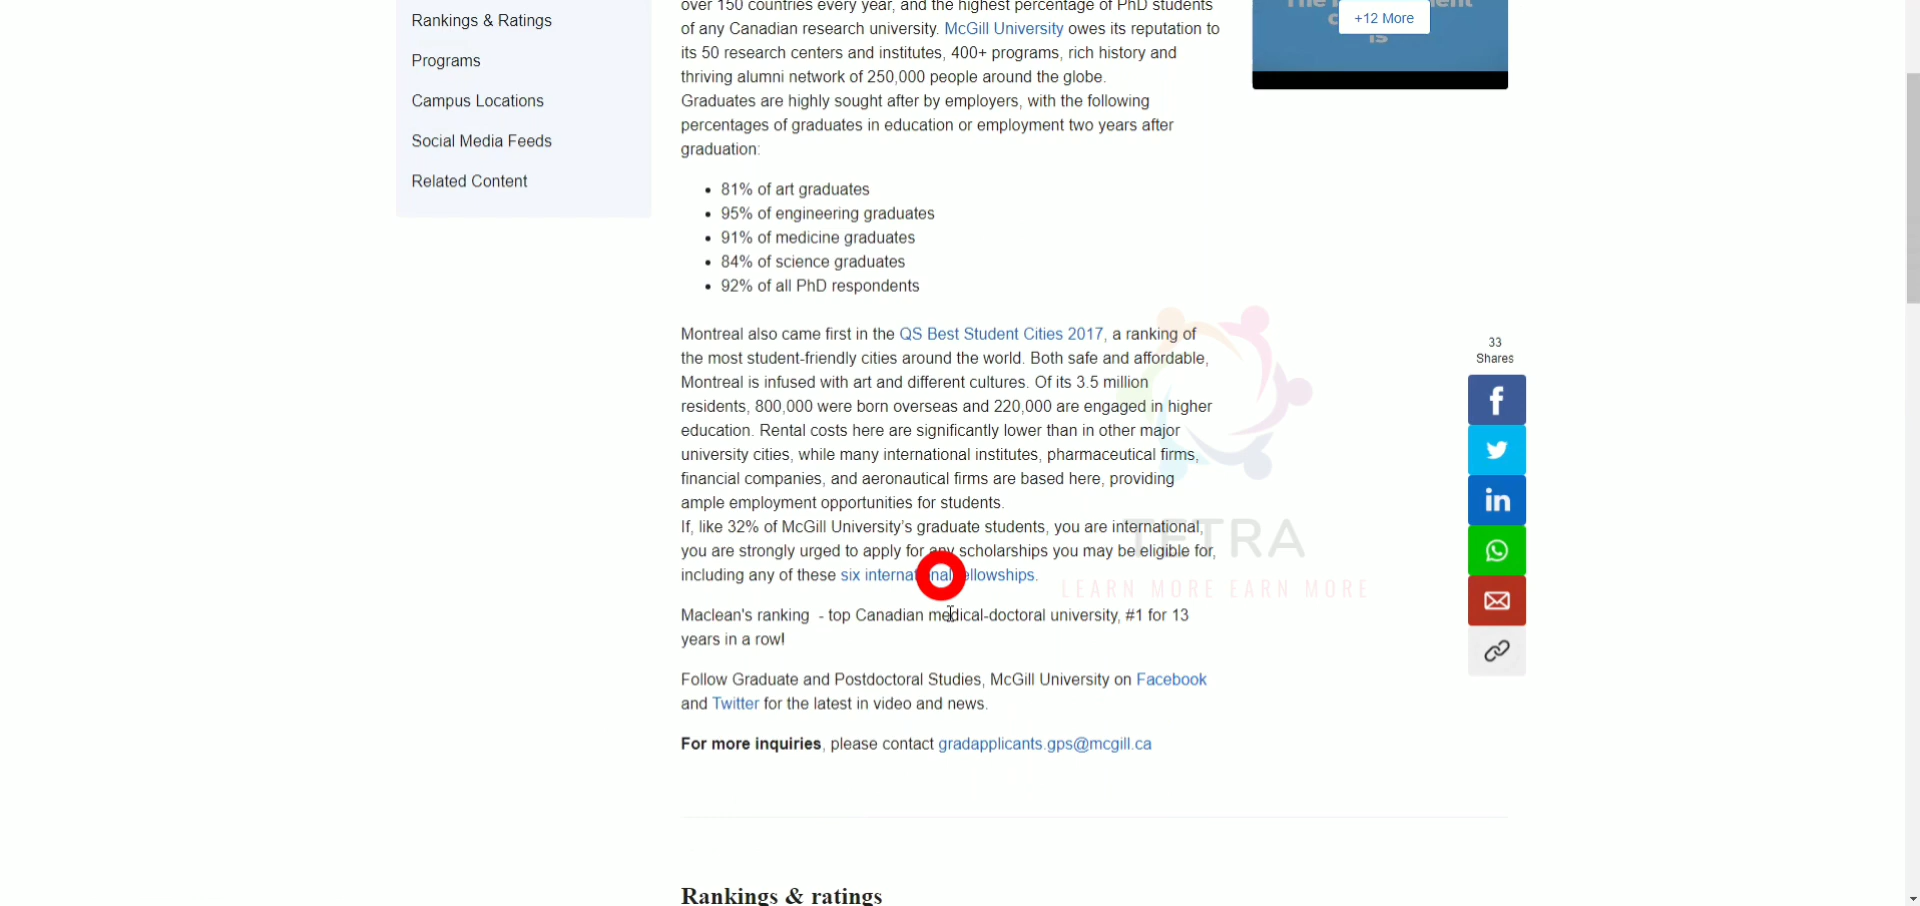 Rankings & Ratings
Programs
Campus Locations
Social Media Feeds
Related Content
over 150 countries every year, and the highest percentage of PhD students
of any Canadian research university. McGill University owes its reputation to
its 50 research centers and institutes, 400+ programs, rich history and
thriving alumni network of 250,000 people around the globe.
Graduates are highly sought after by employers, with the following
percentages of graduates in education or employment two years after
graduation:
• 81% of art graduates
• 95% of engineering graduates
• 91% of medicine graduates
• 84% of science graduates
• 92% of all PhD respondents
Montreal also came first in the QS Best Student Cities 2017, a ranking of
the most student-friendly cities around the world. Both safe and affordable,
Montreal is infused with art and different cultures. Of its 3.5 million
residents, 800,000 were born overseas and 220,000 are engaged in higher
education. Rental costs here are significantly lower than in other major
university cities, while many international institutes, pharmaceutical firms,
financial companies, and aeronautical firms are based here, providing
ample employment opportunities for students.
If, like 32% of McGill University's graduate students, you are international,
you are strongly urged to apply for any scholarships you may be eligible for,
including any of these six international fellowships.
Maclean's ranking - top Canadian medical-doctoral university, #1 for 13
years in a row!
Follow Graduate and Postdoctoral Studies, McGill University on Facebook
and Twitter for the latest in video and news.
For more inquiries, please contact gradapplicants.gps@mcgill.ca
Rankings & ratings
+12 More
is
33
Shares
TETRA
LEARN MORE EARN MORE